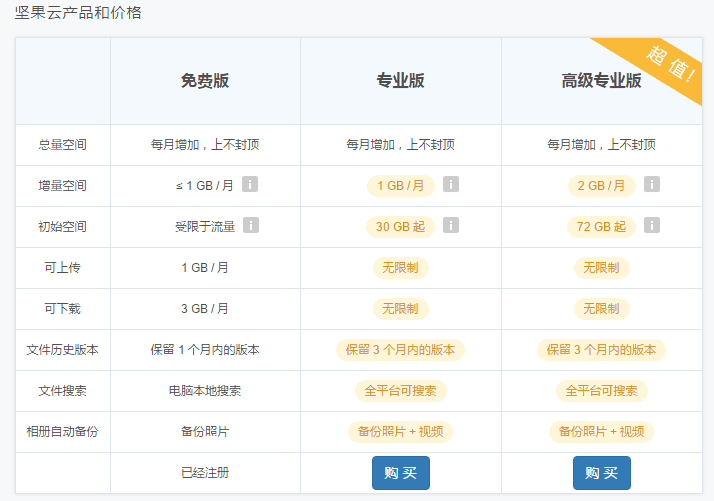 坚果云产品和价格
超值!
免费版 专业版 高级专业版
总量空间 每月增加，上不封顶 每月增加，上不封顶 每月增加，上不封顶
增量空间 ≤ 1 GB / 月 1 GB / 月 2 GB / 月
初始空间 受限于流量 30 GB 起 72 GB 起
可上传 1 GB / 月 无限制 无限制
可下载 3 GB / 月 无限制 无限制
文件历史版本 保留 1 个月内的版本 保留 3 个月内的版本 保留 3 个月内的版本
文件搜索 电脑本地搜索 全平台可搜索 全平台可搜索
相册自动备份 备份照片 备份照片 + 视频 备份照片 + 视频
已经注册 购 买 购 买